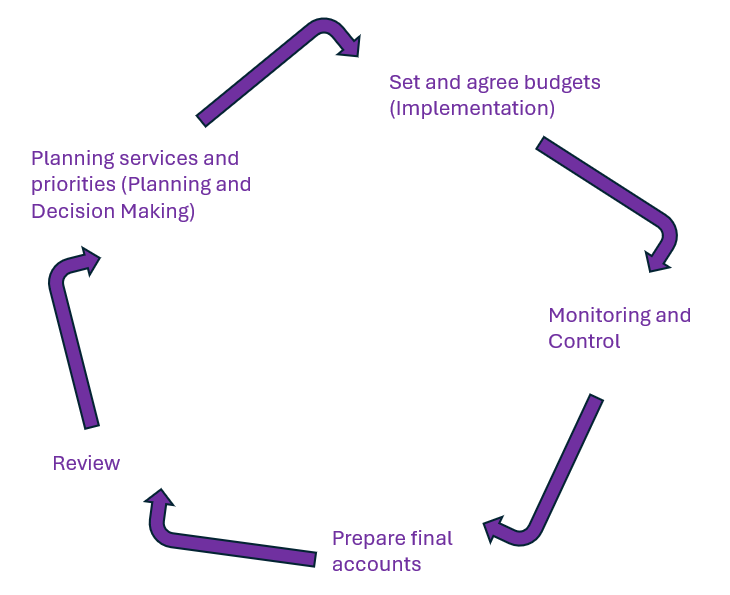 Set and agree budgets
(Implementation)
Planning services and
priorities (Planning and
Decision Making)
Monitoring and
Control
Review
Prepare final
accounts